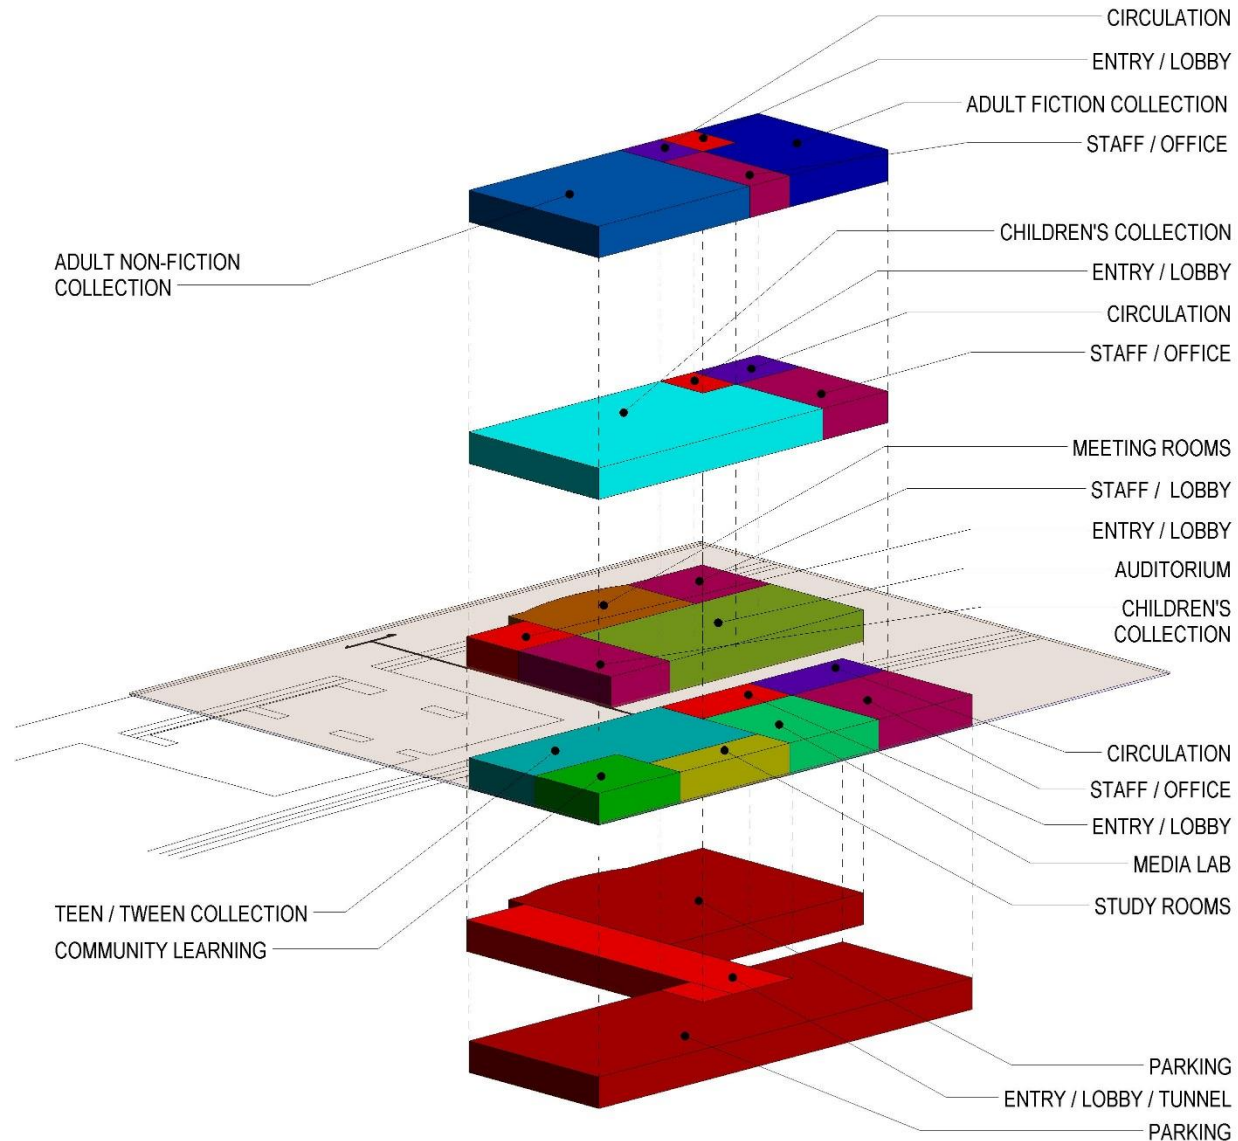 CIRCULATION
ENTRY / LOBBY
ADULT FICTION COLLECTION
STAFF / OFFICE
CHILDREN'S COLLECTION
ADULT NON-FICTION
COLLECTION
ENTRY / LOBBY
CIRCULATION
STAFF / OFFICE
MEETING ROOMS
STAFF / LOBBY
ENTRY / LOBBY
AUDITORIUM
CHILDREN'S
COLLECTION
CIRCULATION
STAFF / OFFICE
ENTRY / LOBBY
MEDIA LAB
STUDY ROOMS
TEEN / TWEEN COLLECTION
COMMUNITY LEARNING
PARKING
ENTRY / LOBBY / TUNNEL
PARKING